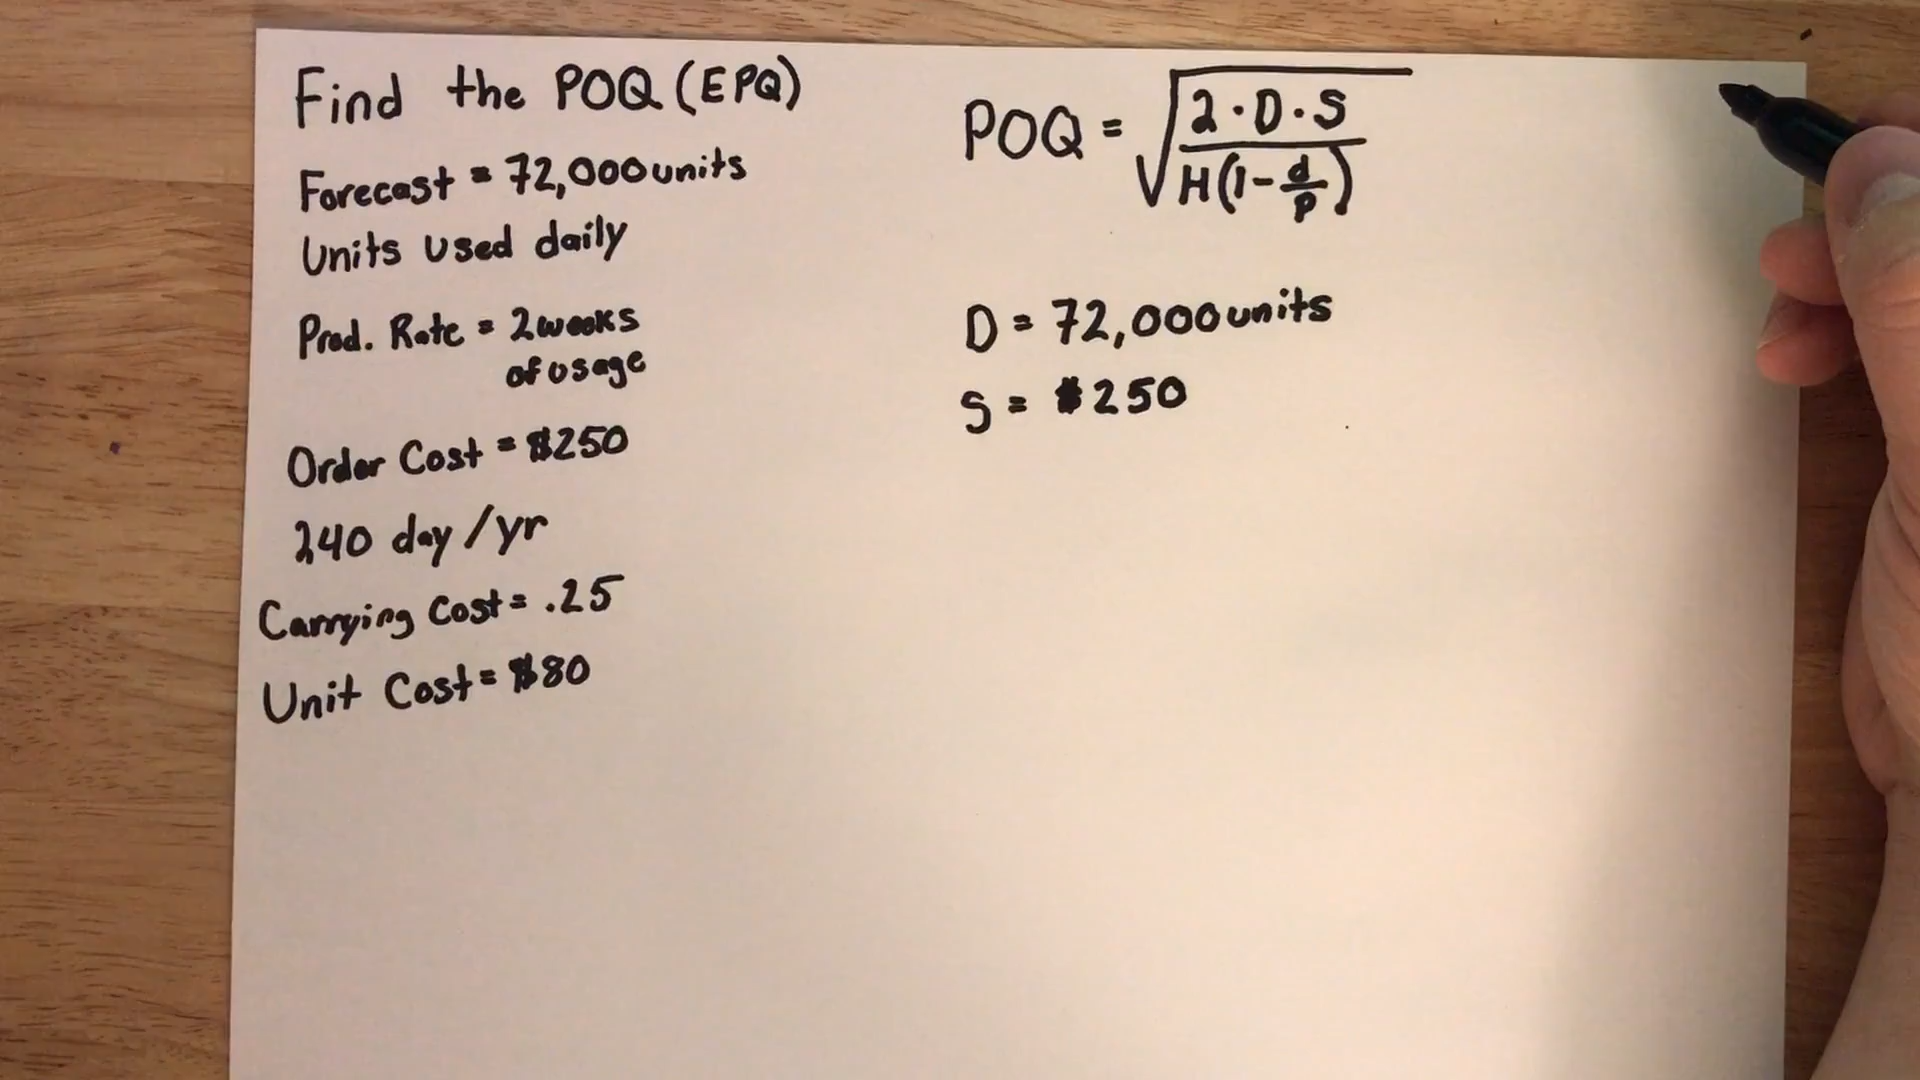 Find the POQ (EPQ)
Forecast = 72,000 units
Units used daily
Prod. Rate = 2 weeks
of usage
Order Cost = $250
240 day/yr
Carrying Cost = .25
Unit Cost = $80
POQ = √
2·D·S
H(1-d/p)
D = 72,000 units
S = $250